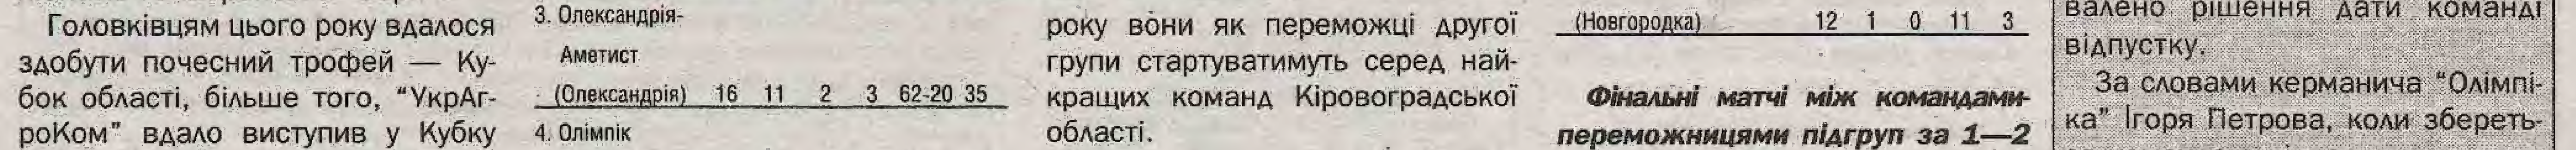 Головківцям цього року вдалося
здобути почесний трофей — Ку-
бок області, більше того, "УкрАг-
роКом" вдало виступив у Кубку
3. Олександрія-
Аметист
(Олександрія) 16 11 2 3 62-20 35
4. Олімпік
року вони як переможці другої
групи стартуватимуть серед най-
кращих команд Кіровоградської
області.
(Новгородка) 12 1 0 11 3
Фінальні матчі між командами-
переможницями підгруп за 1—2
валено рішення дати команді
відпустку.
За словами керманича "Олімпі-
ка" Ігоря Петрова, коли збереть-